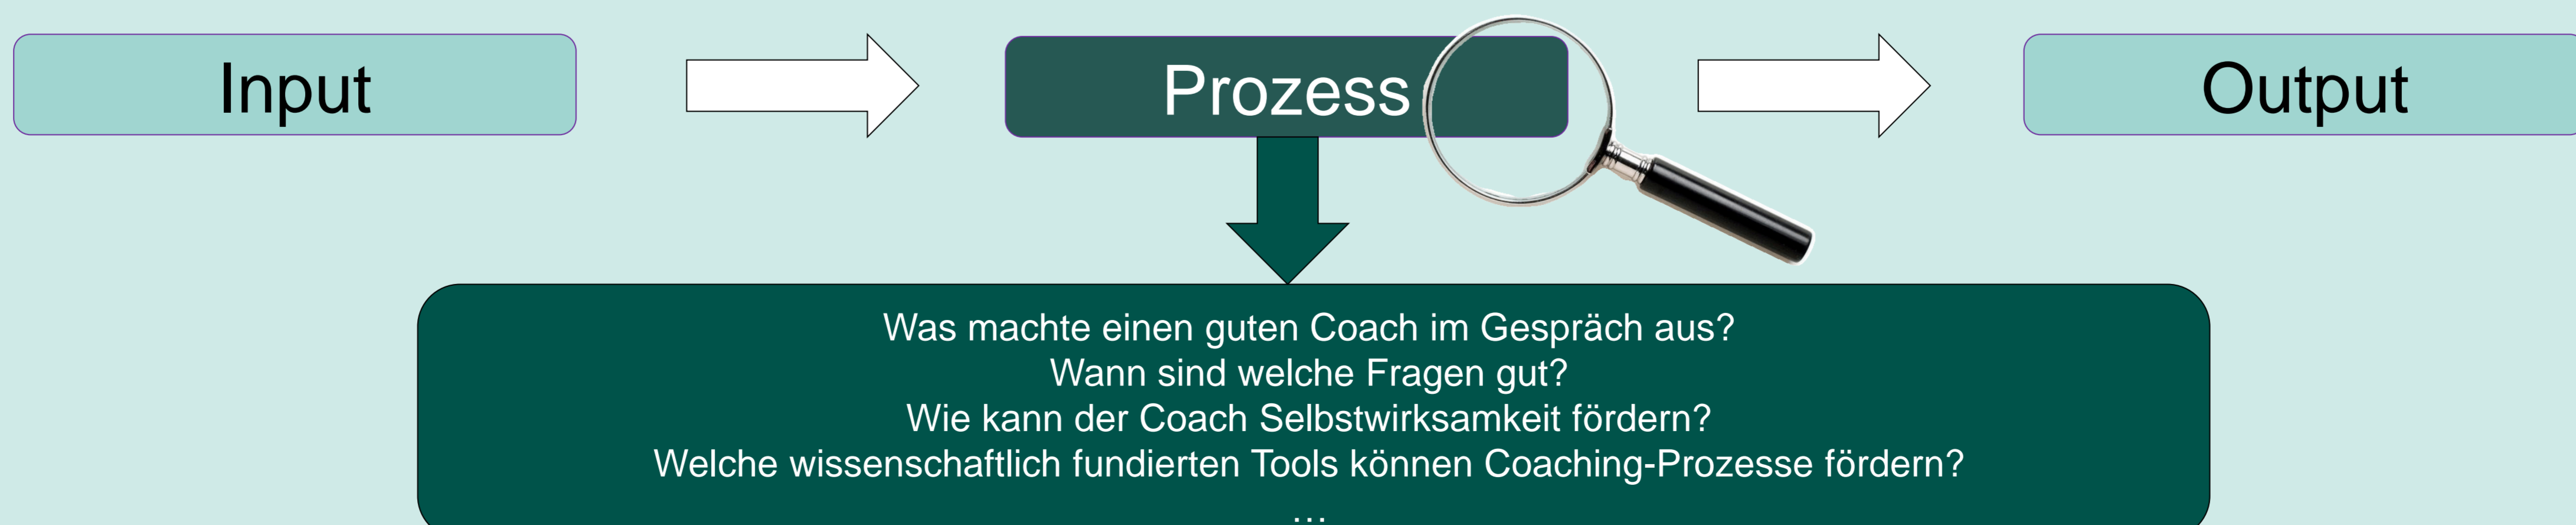 Input
Prozess
Output
Was machte einen guten Coach im Gespräch aus?
Wann sind welche Fragen gut?
Wie kann der Coach Selbstwirksamkeit fördern?
Welche wissenschaftlich fundierten Tools können Coaching-Prozesse fördern?
…